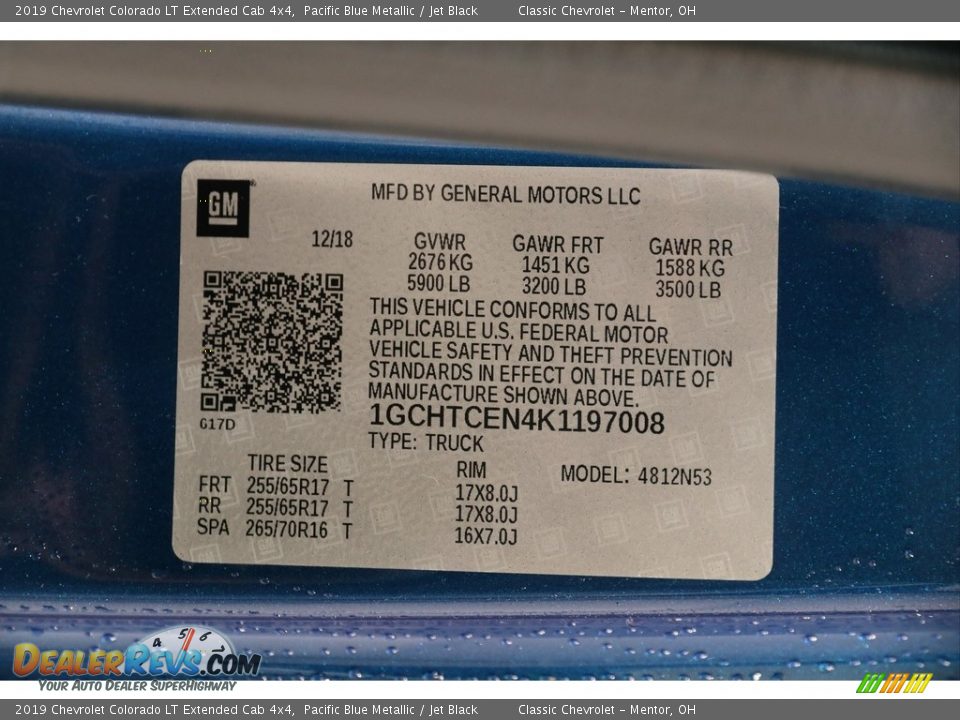 2019 Chevrolet Colorado LT Extended Cab 4x4, Pacific Blue Metallic / Jet Black Classic Chevrolet – Mentor, OH
GM
MFD BY GENERAL MOTORS LLC
12/18 GVWR GAWR FRT GAWR RR
2676 KG 1451 KG 1588 KG
5900 LB 3200 LB 3500 LB
THIS VEHICLE CONFORMS TO ALL
APPLICABLE U.S. FEDERAL MOTOR
VEHICLE SAFETY AND THEFT PREVENTION
STANDARDS IN EFFECT ON THE DATE OF
MANUFACTURE SHOWN ABOVE.
1GCHTCEN4K1197008
G17D
TYPE: TRUCK
TIRE SIZE RIM MODEL: 4812N53
FRT 255/65R17 T 17X8.0J
RR 255/65R17 T 17X8.0J
SPA 265/70R16 T 16X7.0J
4 5 6
DEALERREVS.COM
YOUR AUTO DEALER SUPERHIGHWAY
2019 Chevrolet Colorado LT Extended Cab 4x4, Pacific Blue Metallic / Jet Black Classic Chevrolet – Mentor, OH